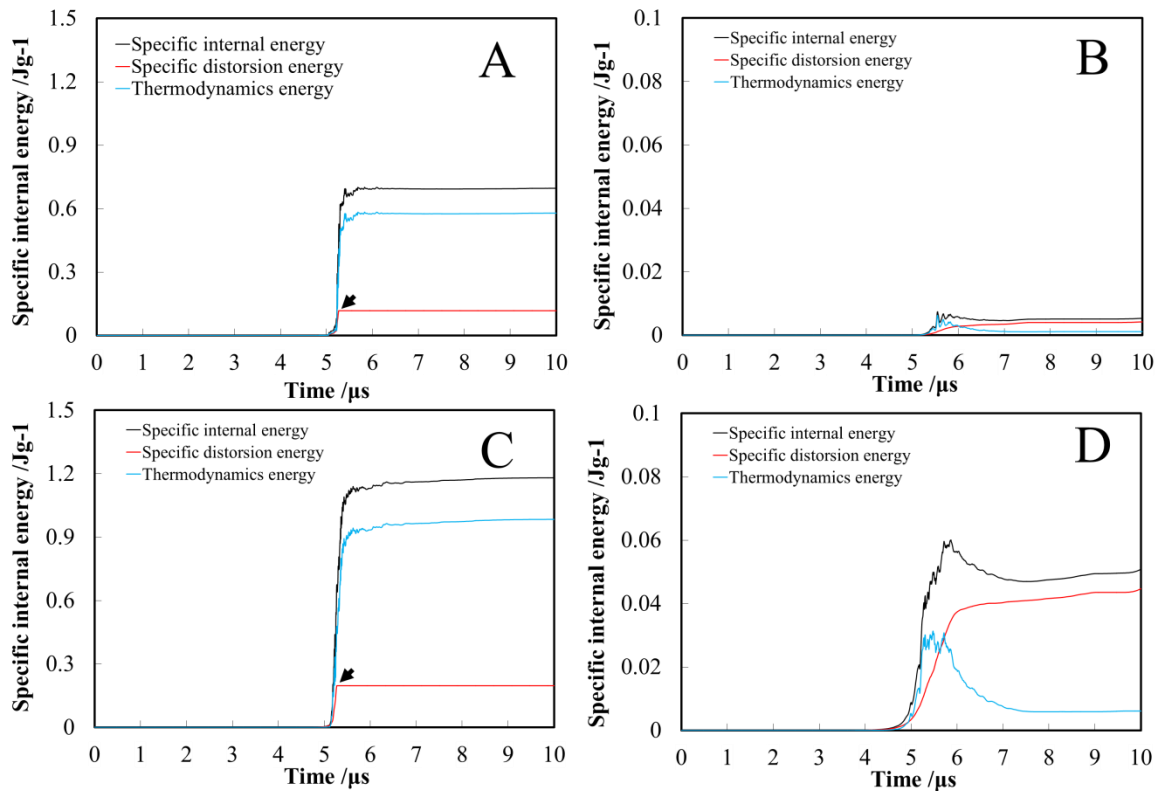 A
Specific internal energy
Specific distorsion energy
Thermodynamics energy
Specific internal energy /Jg-1
1.5
1.2
0.9
0.6
0.3
0
0 1 2 3 4 5 6 7 8 9 10
Time /µs
B
Specific internal energy
Specific distorsion energy
Thermodynamics energy
Specific internal energy /Jg-1
0.1
0.08
0.06
0.04
0.02
0
0 1 2 3 4 5 6 7 8 9 10
Time /µs
C
Specific internal energy
Specific distorsion energy
Thermodynamics energy
Specific internal energy /Jg-1
1.5
1.2
0.9
0.6
0.3
0
0 1 2 3 4 5 6 7 8 9 10
Time /µs
D
Specific internal energy
Specific distorsion energy
Thermodynamics energy
Specific internal energy /Jg-1
0.1
0.08
0.06
0.04
0.02
0
0 1 2 3 4 5 6 7 8 9 10
Time /µs